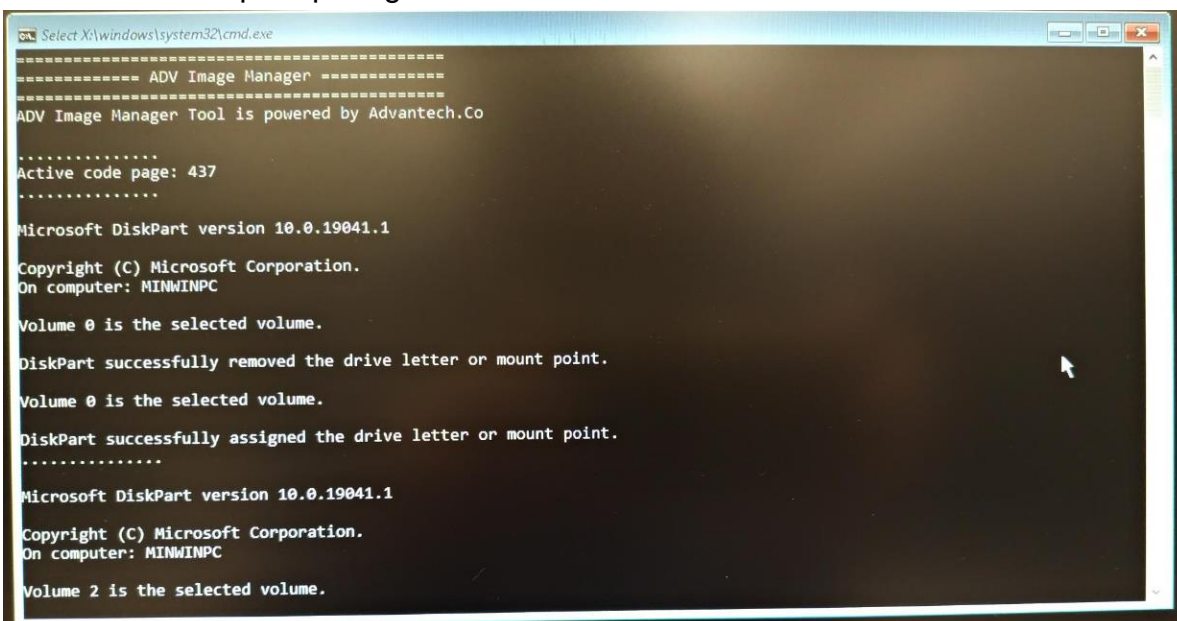 Select X:\windows\system32\cmd.exe
=============================================
============= ADV Image Manager =============
=============================================
ADV Image Manager Tool is powered by Advantech.Co
...............
Active code page: 437
...............
Microsoft DiskPart version 10.0.19041.1
Copyright (C) Microsoft Corporation.
On computer: MINWINPC
Volume 0 is the selected volume.
DiskPart successfully removed the drive letter or mount point.
Volume 0 is the selected volume.
DiskPart successfully assigned the drive letter or mount point.
...............
Microsoft DiskPart version 10.0.19041.1
Copyright (C) Microsoft Corporation.
On computer: MINWINPC
Volume 2 is the selected volume.